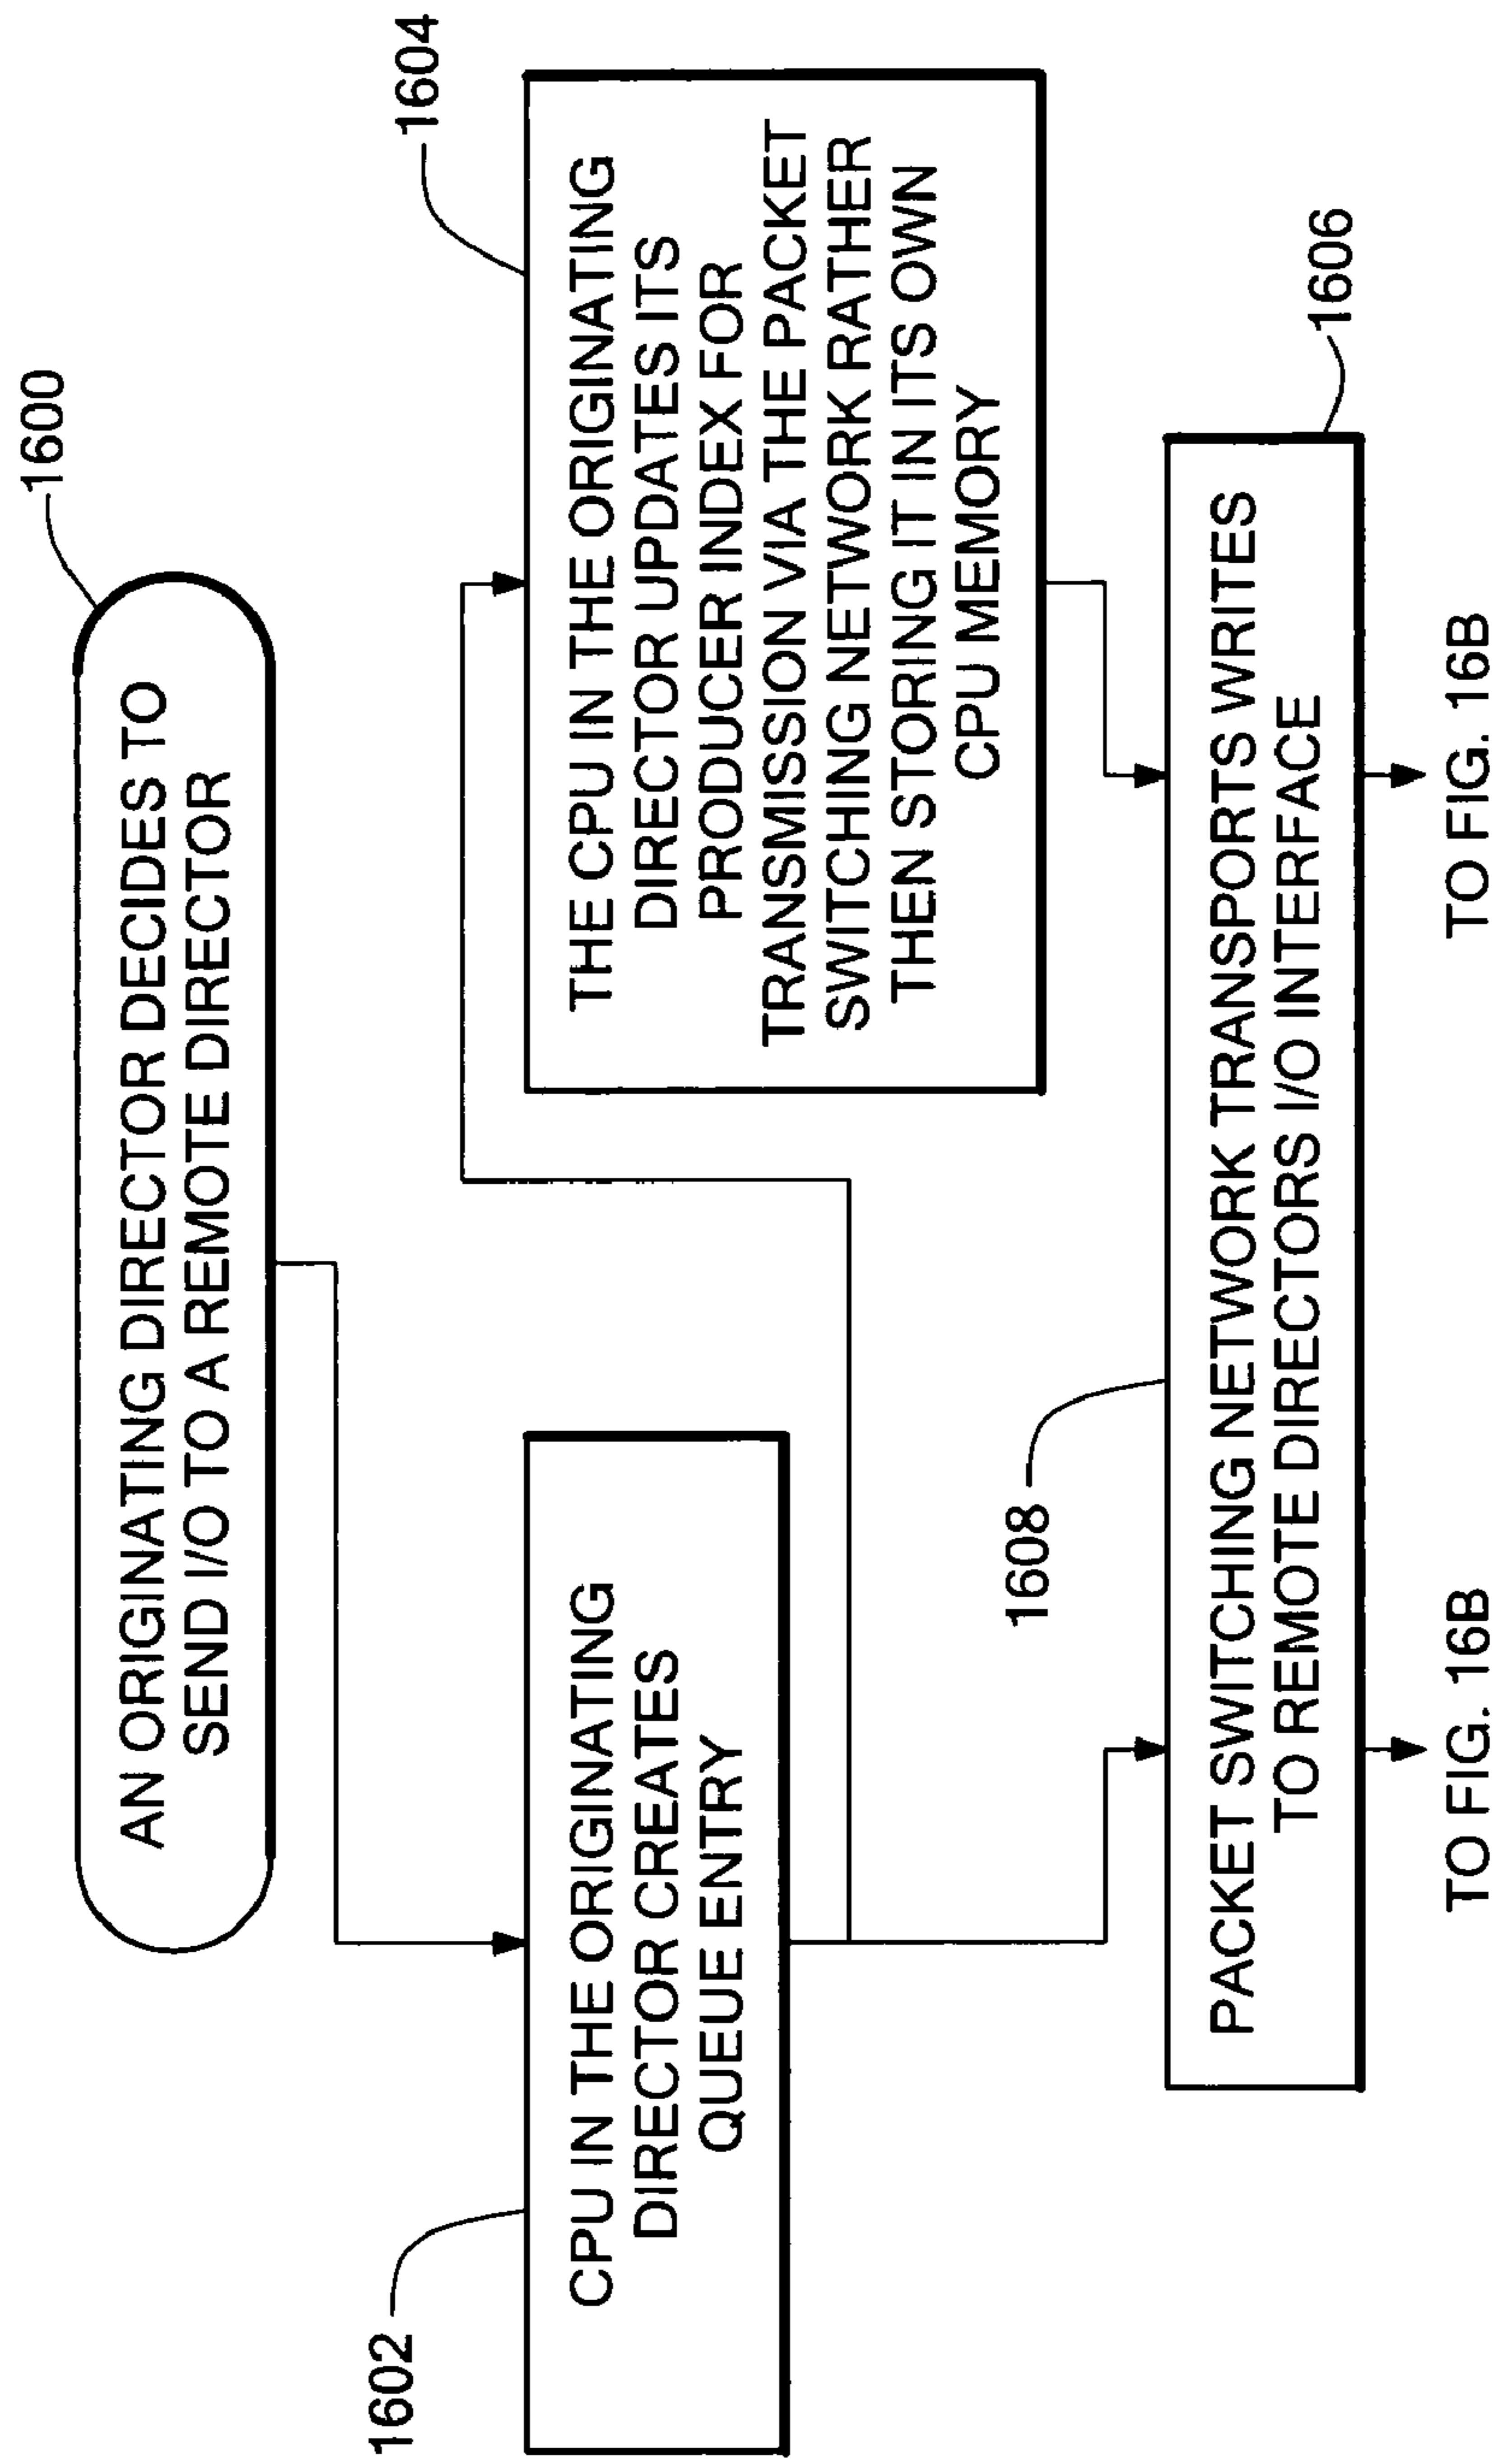 1600
AN ORIGINATING DIRECTOR DECIDES TO
SEND I/O TO A REMOTE DIRECTOR
1602
CPU IN THE ORIGINATING
DIRECTOR CREATES
QUEUE ENTRY
1604
THE CPU IN THE ORIGINATING
DIRECTOR UPDATES ITS
PRODUCER INDEX FOR
TRANSMISSION VIA THE PACKET
SWITCHING NETWORK RATHER
THEN STORING IT IN ITS OWN
CPU MEMORY
1608
1606
PACKET SWITCHING NETWORK TRANSPORTS WRITES
TO REMOTE DIRECTORS I/O INTERFACE
TO FIG. 16B
TO FIG. 16B